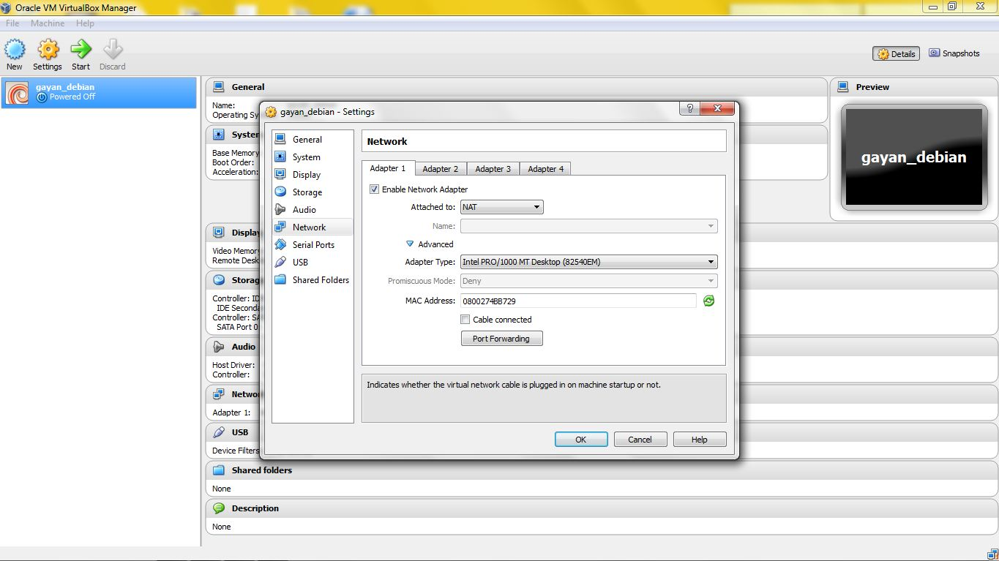 Oracle VM VirtualBox Manager
File Machine Help
New Settings Start Discard
Details Snapshots
gayan_debian
Powered Off
General
Name:
Operating Sy
System
Base Memory
Boot Order:
Acceleration:
Display
Video Memory
Remote Desk
Storag
Controller: ID
IDE Seconda
Controller: SA
SATA Port 0
Audio
Host Driver:
Controller:
Network
Adapter 1:
USB
Device Filters
Shared folders
None
Description
None
Preview
gayan_debian
gayan_debian - Settings
General
System
Display
Storage
Audio
Network
Serial Ports
USB
Shared Folders
Network
Adapter 1 Adapter 2 Adapter 3 Adapter 4
Enable Network Adapter
Attached to: NAT
Name:
Advanced
Adapter Type: Intel PRO/1000 MT Desktop (82540EM)
Promiscuous Mode: Deny
MAC Address: 0800274BB729
Cable connected
Port Forwarding
Indicates whether the virtual network cable is plugged in on machine startup or not.
OK Cancel Help